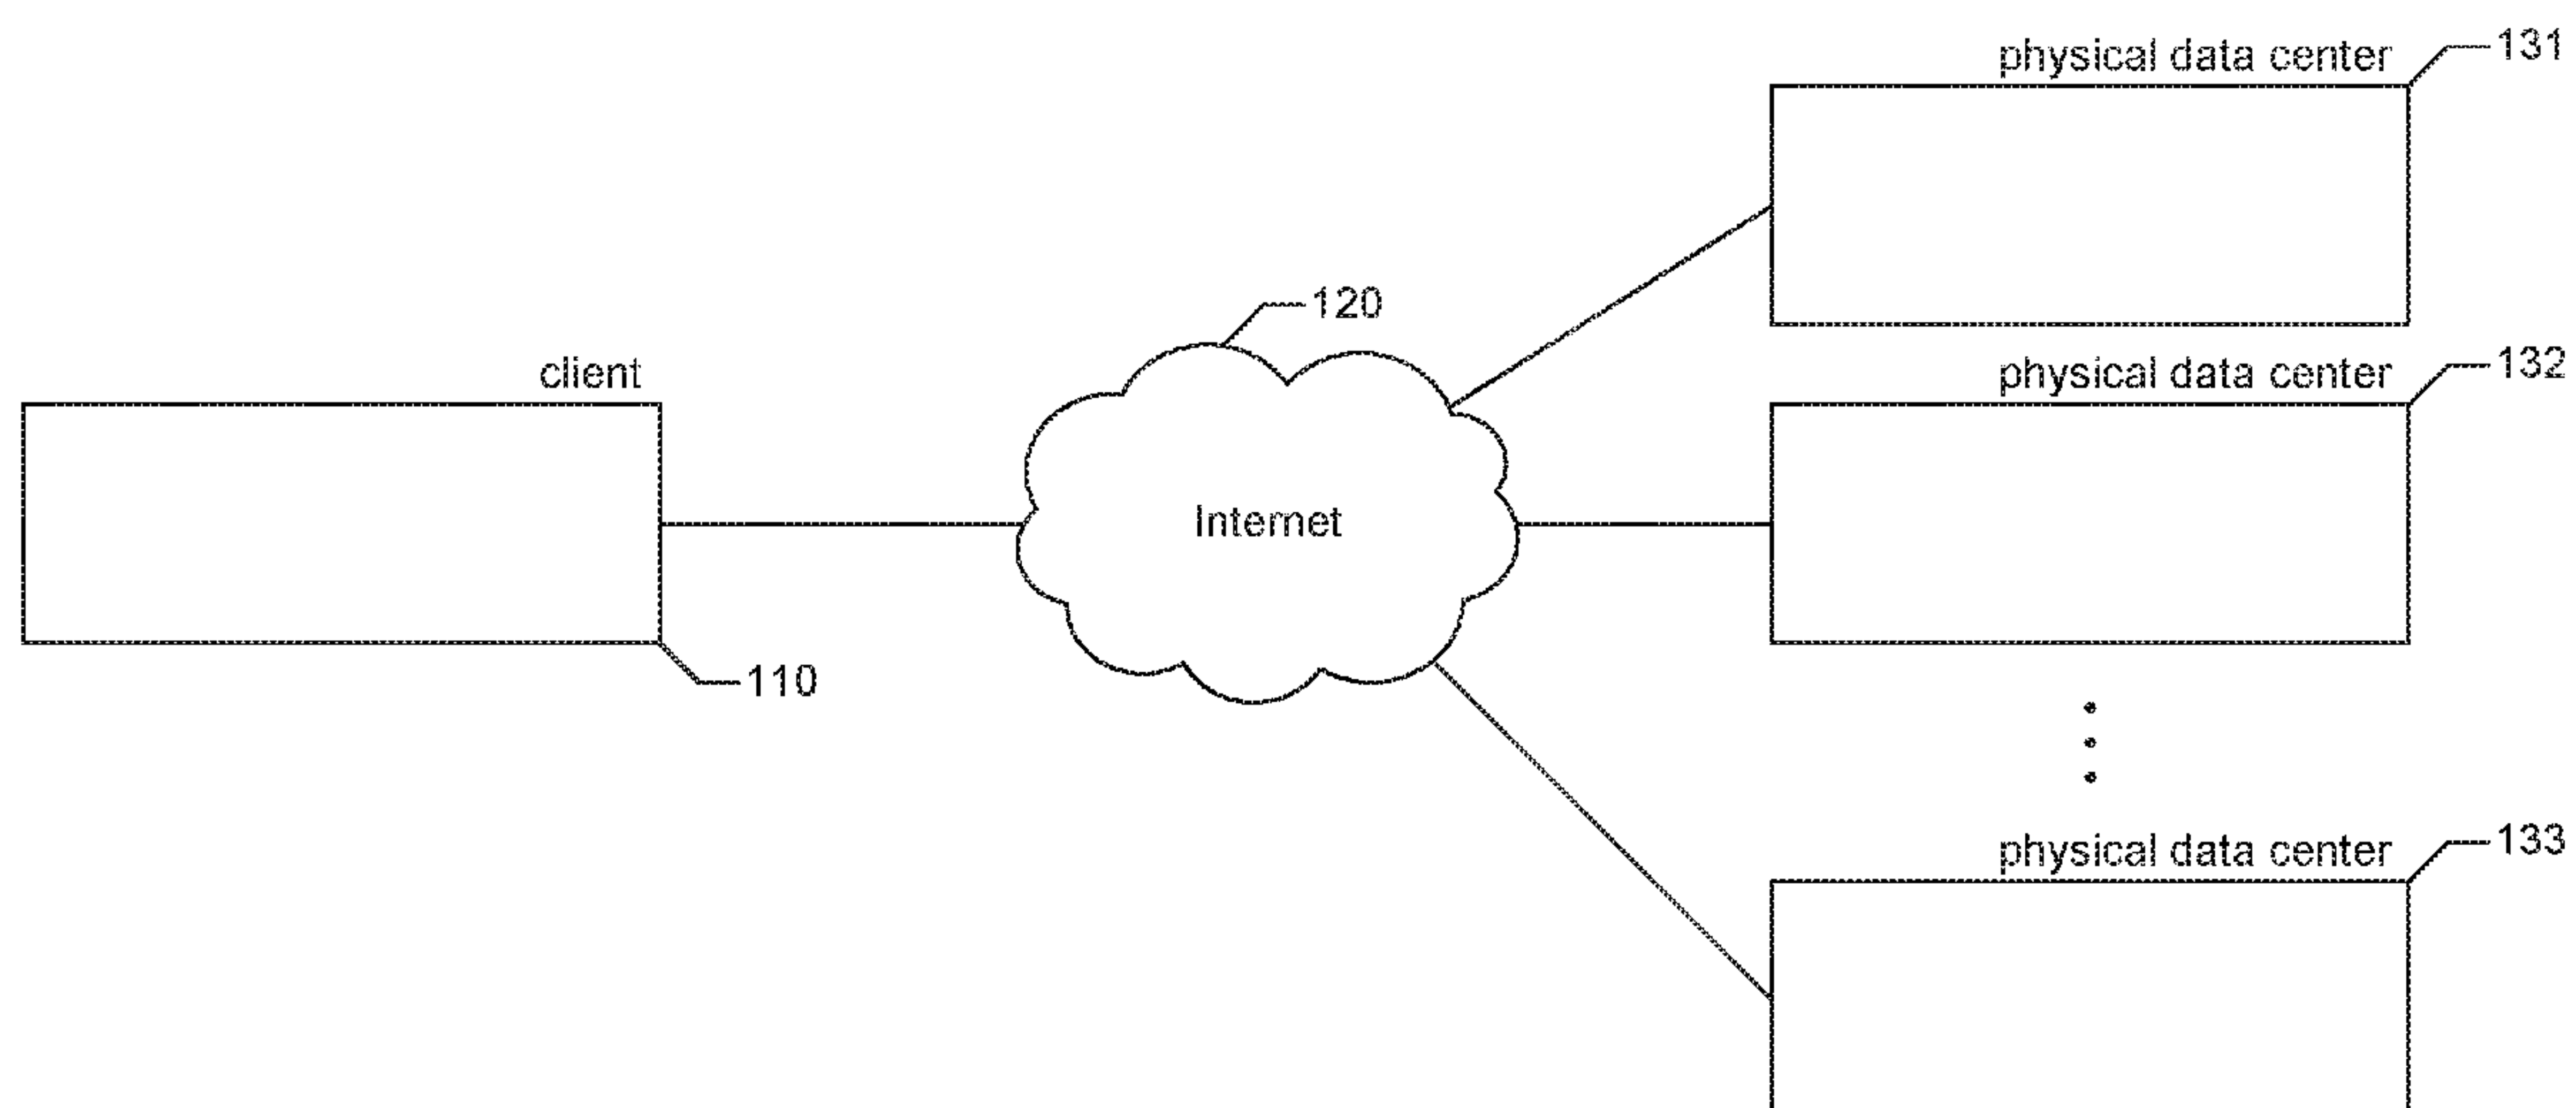 physical data center
131
120
client
physical data center
132
Internet
110
physical data center
133